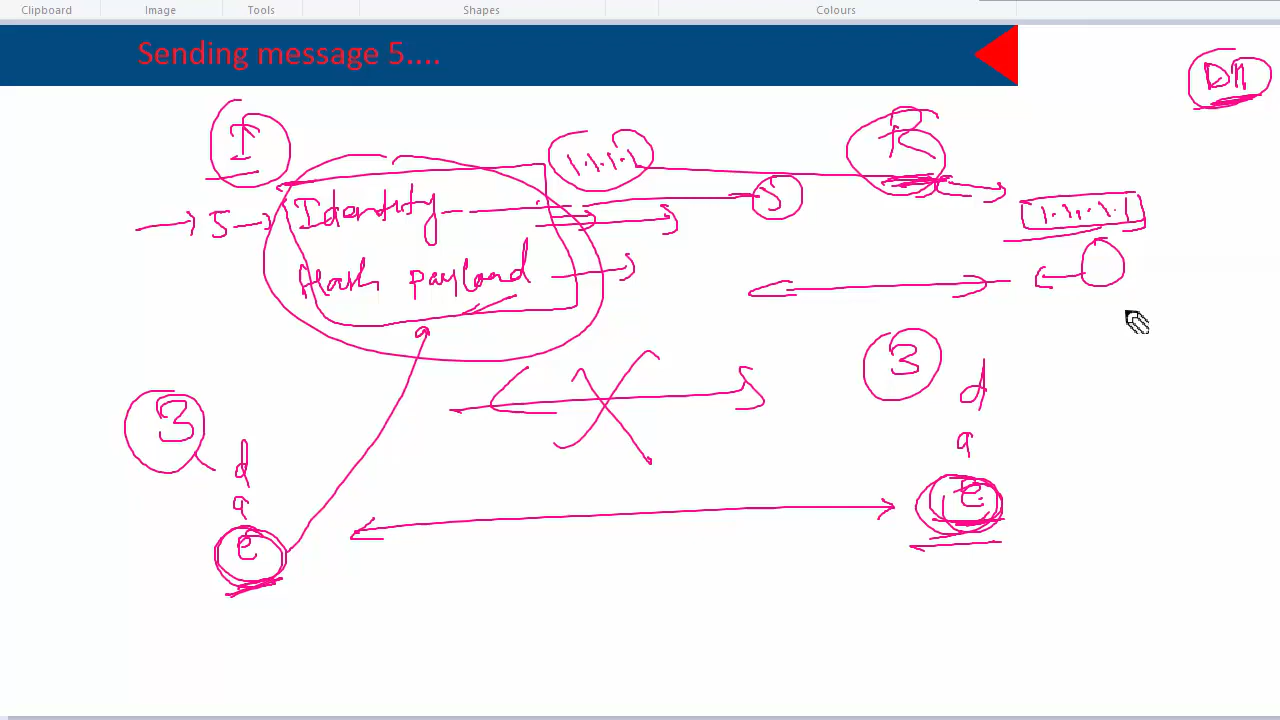 Clipboard Image Tools Shapes Colours
Sending message 5....
DH
I 1.1.1.1 R
5 Identity 5 1.1.1.1
Hash payload
3 3
d d
a a
e e